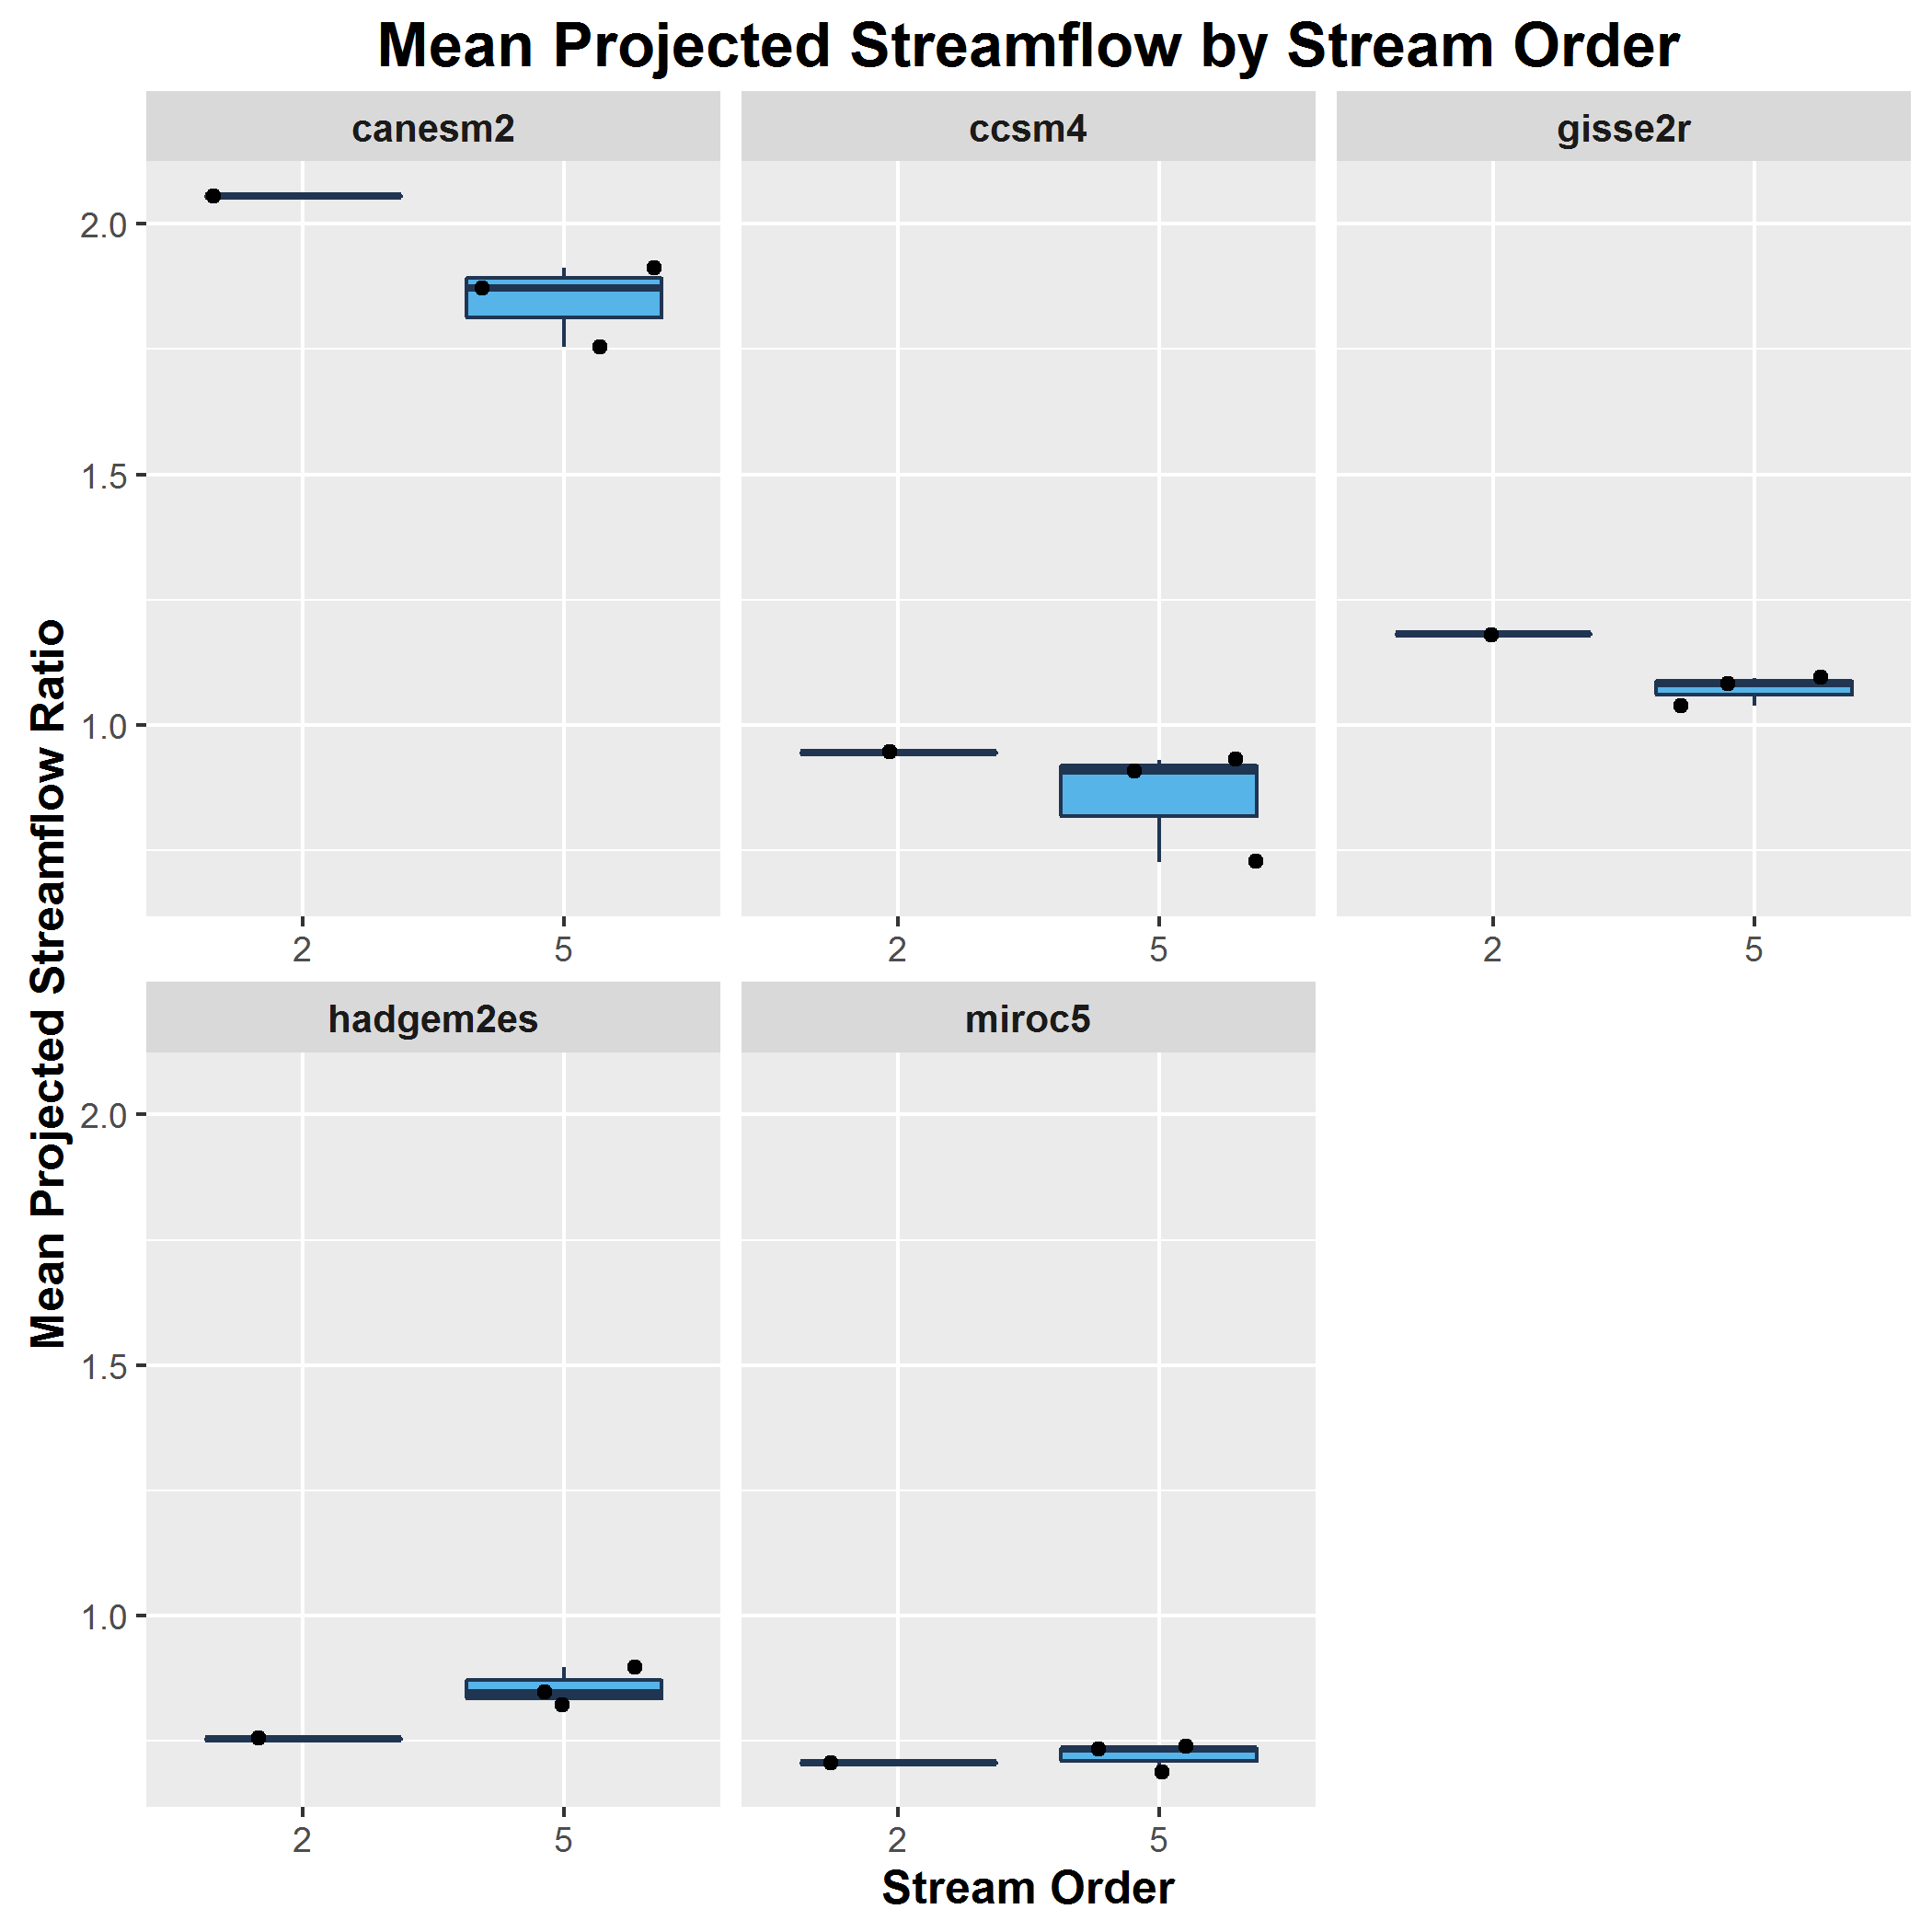 Mean Projected Streamflow by Stream Order
canesm2 ccsm4 gisse2r
2.0
1.5
1.0
2 5 2 5 2 5
Mean Projected Streamflow Ratio
hadgem2es miroc5
2.0
1.5
1.0
2 5 2 5
Stream Order